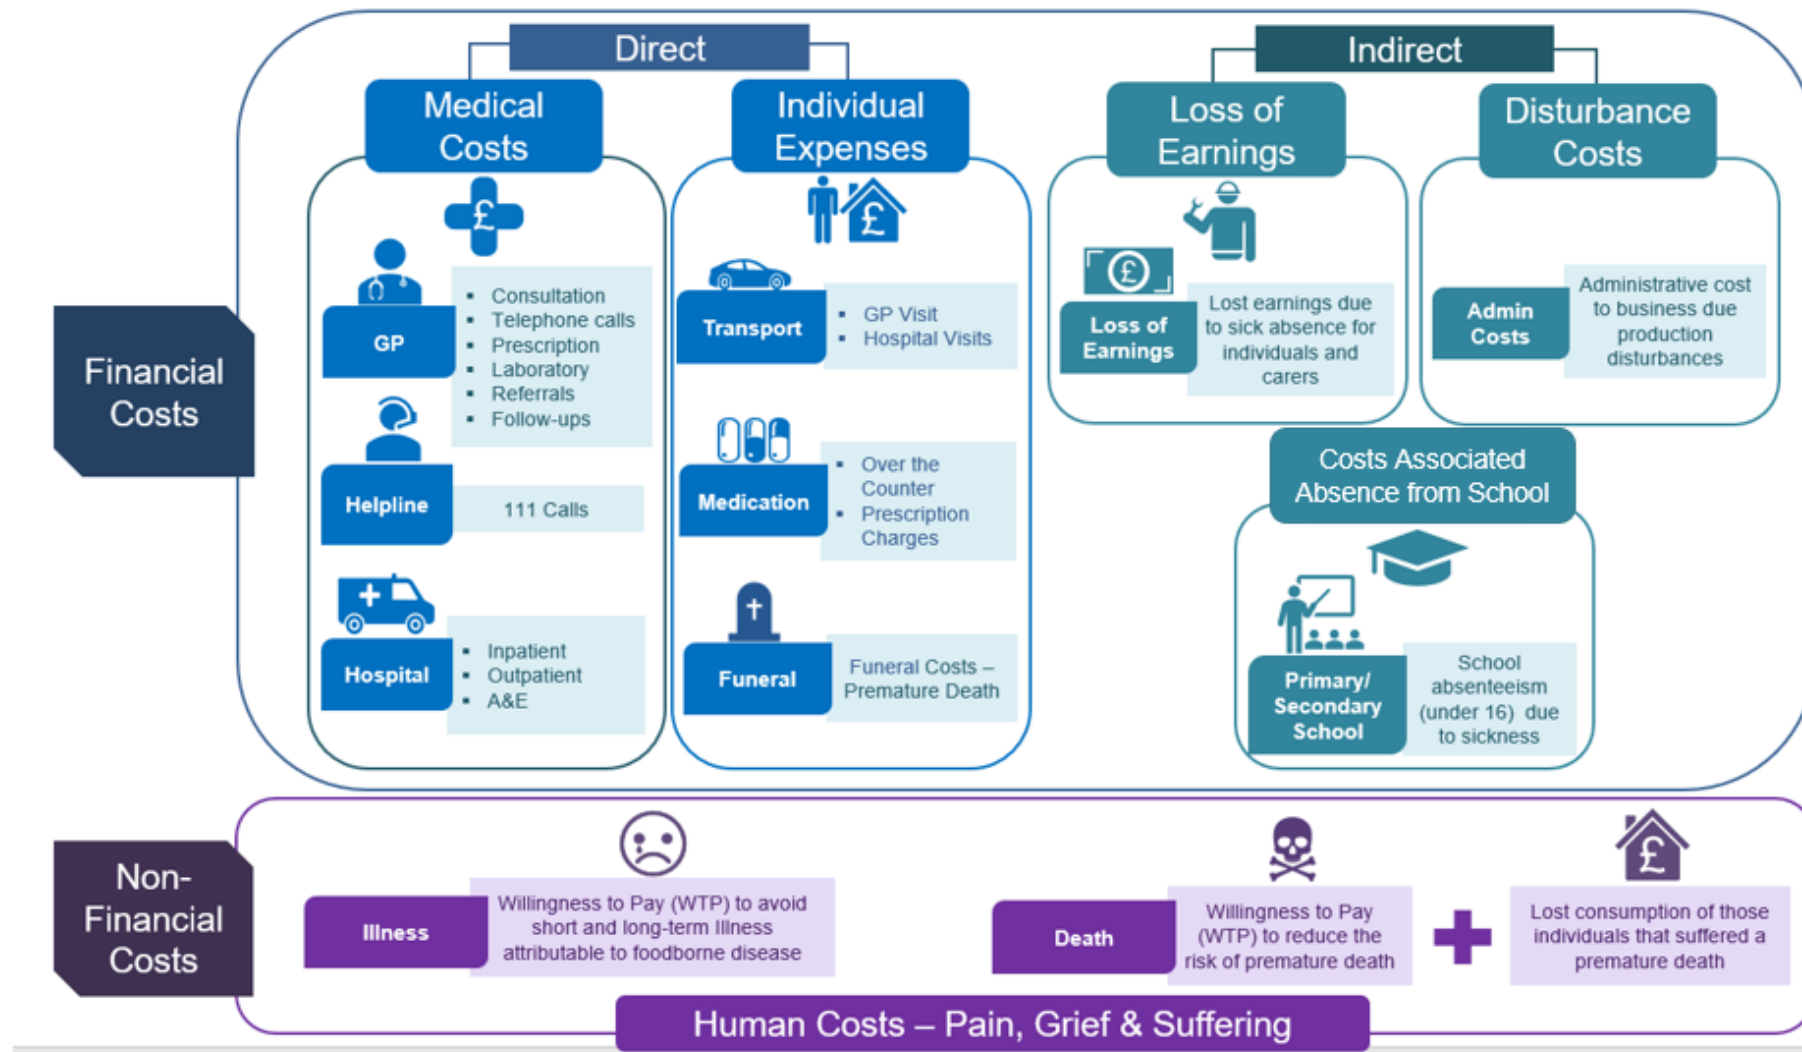 Direct
Indirect
Medical
Costs
Individual
Expenses
Loss of
Earnings
Disturbance
Costs
Financial
Costs
£
GP
▪ Consultation
▪ Telephone calls
▪ Prescription
▪ Laboratory
▪ Referrals
▪ Follow-ups
Helpline
111 Calls
Hospital
▪ Inpatient
▪ Outpatient
▪ A&E
£
Transport
▪ GP Visit
▪ Hospital Visits
Medication
▪ Over the
Counter
▪ Prescription
Charges
Funeral
Funeral Costs –
Premature Death
£
Loss of
Earnings
Lost earnings due
to sick absence for
individuals and
carers
Admin
Costs
Administrative cost
to business due
production
disturbances
Costs Associated
Absence from School
Primary/
Secondary
School
School
absenteeism
(under 16) due
to sickness
Non-
Financial
Costs
Illness
Willingness to Pay (WTP) to avoid
short and long-term Illness
attributable to foodborne disease
Death
Willingness to Pay
(WTP) to reduce the
risk of premature death
£
Lost consumption of those
individuals that suffered a
premature death
Human Costs – Pain, Grief & Suffering